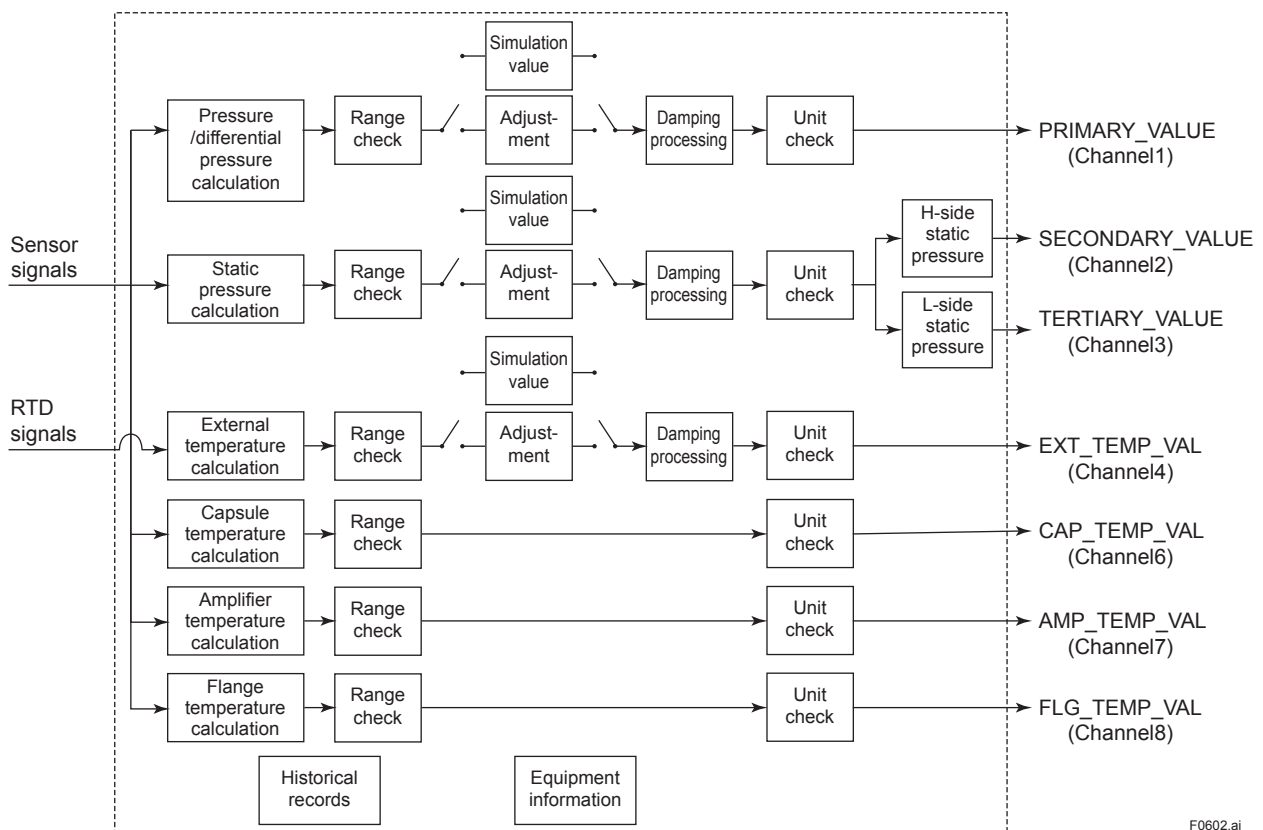 Simulation
value
Pressure
/differential
pressure
calculation
Range
check
Adjust-
ment
Damping
processing
Unit
check
PRIMARY_VALUE
(Channel1)
Simulation
value
H-side
static
pressure
SECONDARY_VALUE
(Channel2)
Sensor
signals
Static
pressure
calculation
Range
check
Adjust-
ment
Damping
processing
Unit
check
L-side
static
pressure
TERTIARY_VALUE
(Channel3)
Simulation
value
RTD
signals
External
temperature
calculation
Range
check
Adjust-
ment
Damping
processing
Unit
check
EXT_TEMP_VAL
(Channel4)
Capsule
temperature
calculation
Range
check
Unit
check
CAP_TEMP_VAL
(Channel6)
Amplifier
temperature
calculation
Range
check
Unit
check
AMP_TEMP_VAL
(Channel7)
Flange
temperature
calculation
Range
check
Unit
check
FLG_TEMP_VAL
(Channel8)
Historical
records
Equipment
information
F0602.ai